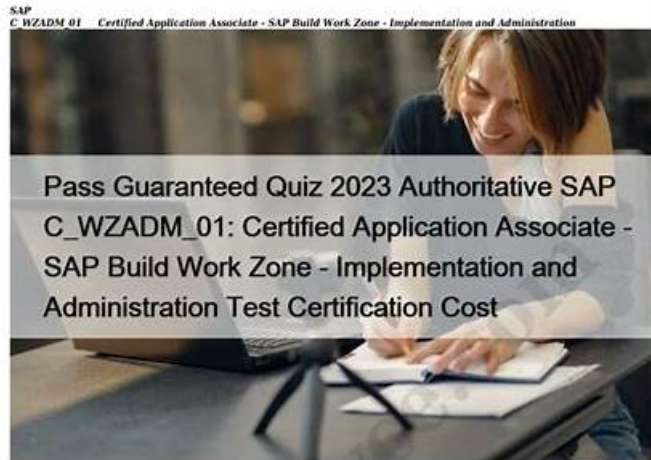 SAP
C_WZADM_01 Certified Application Associate - SAP Build Work Zone - Implementation and Administration
Pass Guaranteed Quiz 2023 Authoritative SAP
C_WZADM_01: Certified Application Associate -
SAP Build Work Zone - Implementation and
Administration Test Certification Cost